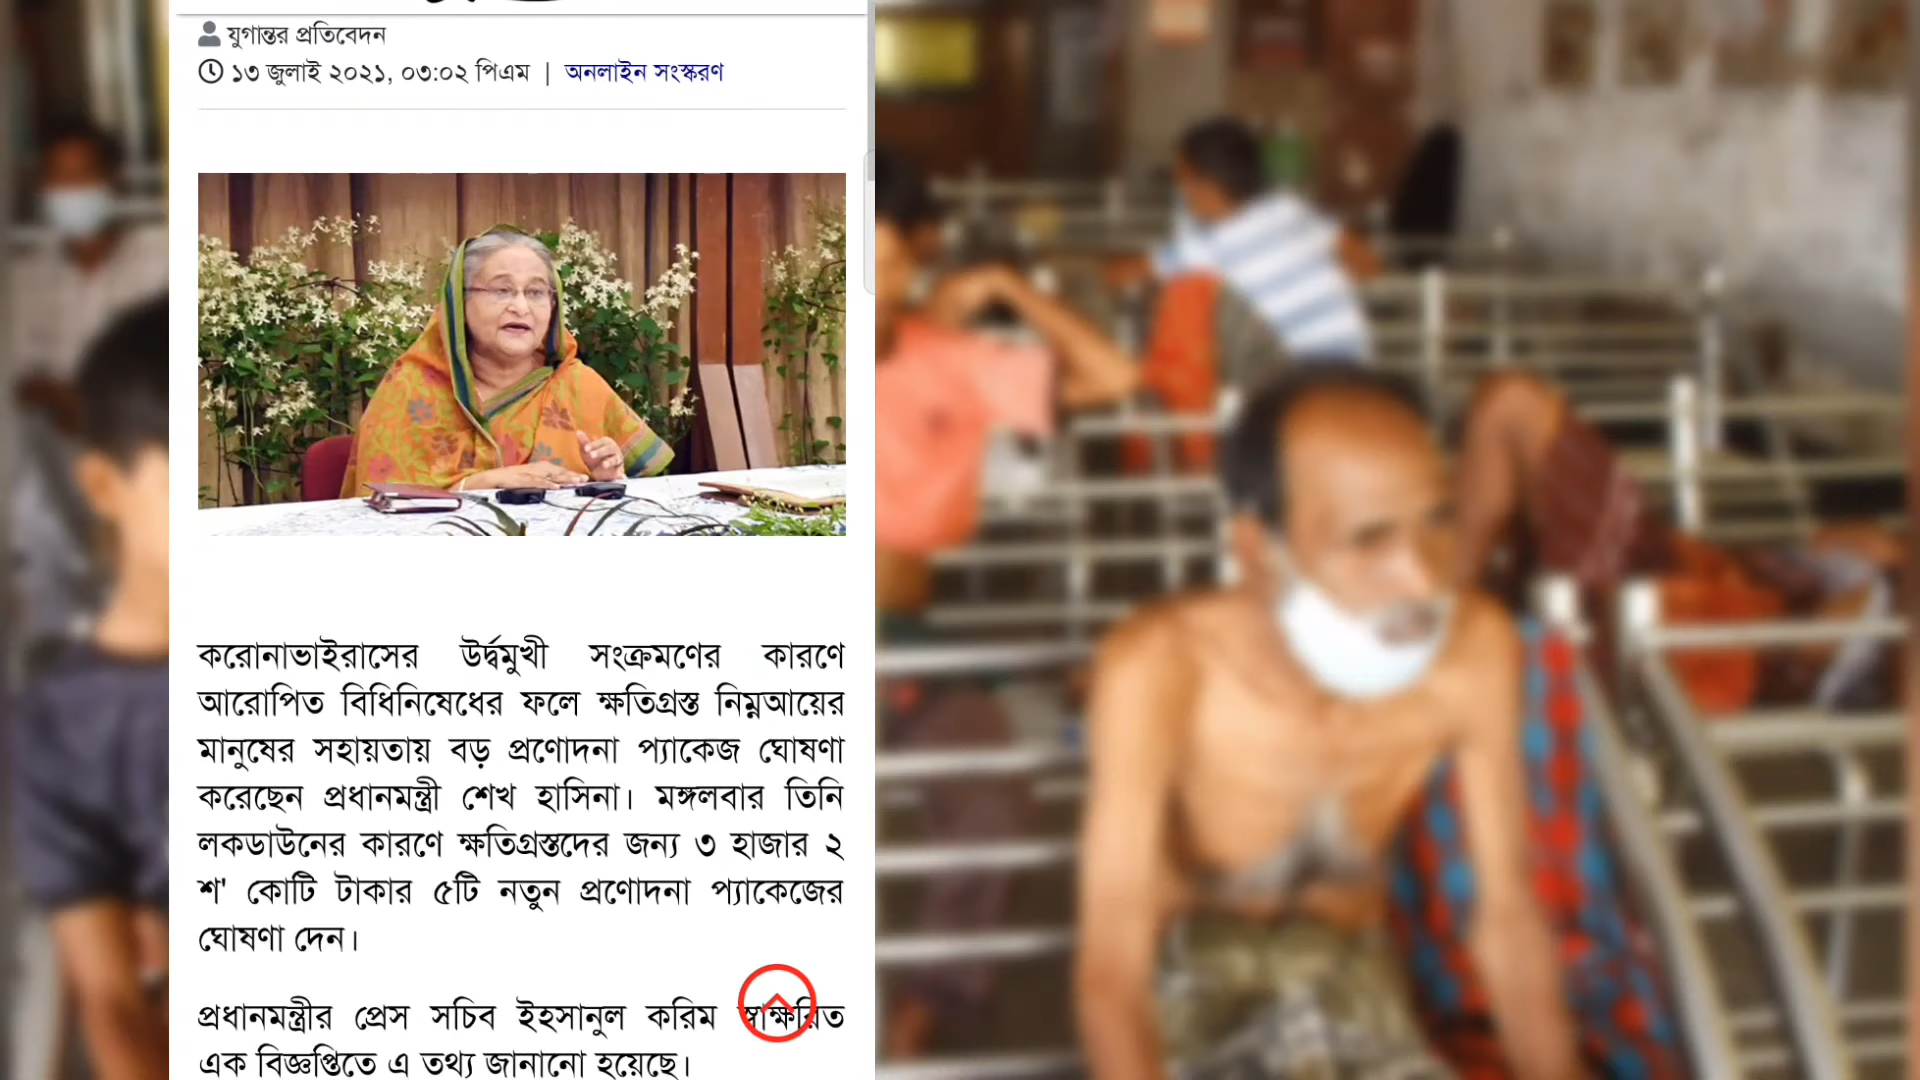 যুগান্তর প্রতিবেদন
১৩ জুলাই ২০২১, ০৩:০২ পিএম | অনলাইন সংস্করণ
করোনাভাইরাসের উর্দ্বমুখী সংক্রমণের কারণে
আরোপিত বিধিনিষেধের ফলে ক্ষতিগ্রস্ত নিম্নআয়ের
মানুষের সহায়তায় বড় প্রণোদনা প্যাকেজ ঘোষণা
করেছেন প্রধানমন্ত্রী শেখ হাসিনা। মঙ্গলবার তিনি
লকডাউনের কারণে ক্ষতিগ্রস্তদের জন্য ৩ হাজার ২
শ' কোটি টাকার ৫টি নতুন প্রণোদনা প্যাকেজের
ঘোষণা দেন।
প্রধানমন্ত্রীর প্রেস সচিব ইহসানুল করিম স্বাক্ষরিত
এক বিজ্ঞপ্তিতে এ তথ্য জানানো হয়েছে।